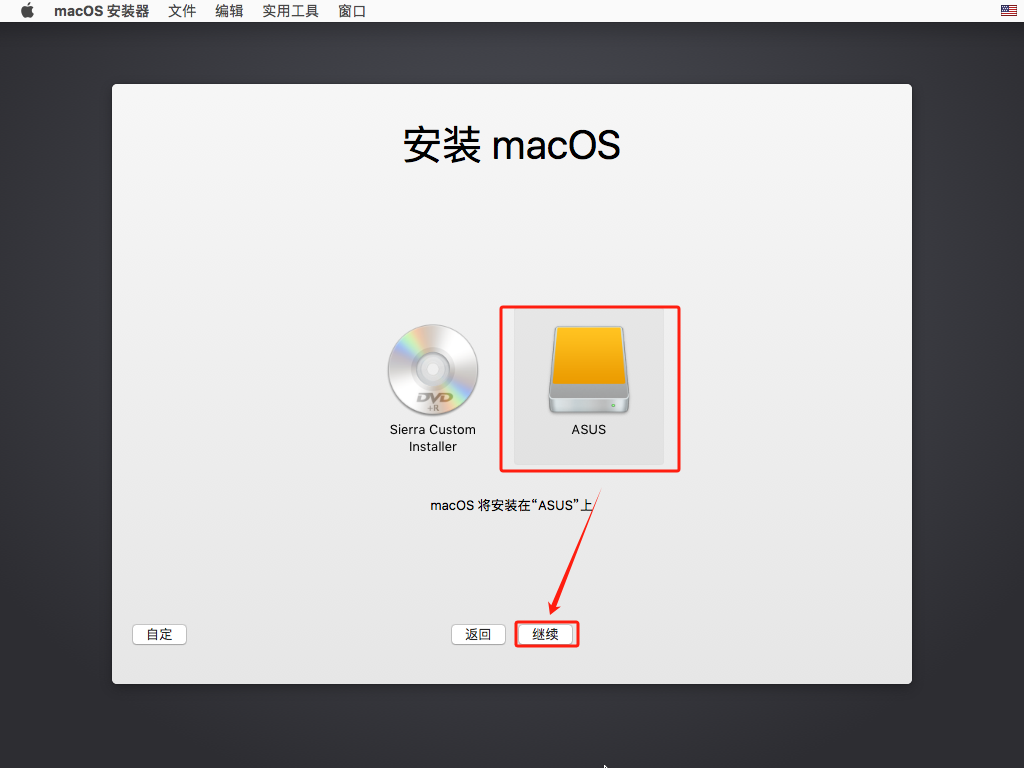 macOS 安装器 文件 编辑 实用工具 窗口
安装 macOS
DVD
+R
Sierra Custom
Installer
ASUS
macOS 将安装在“ASUS”上
自定 返回 继续